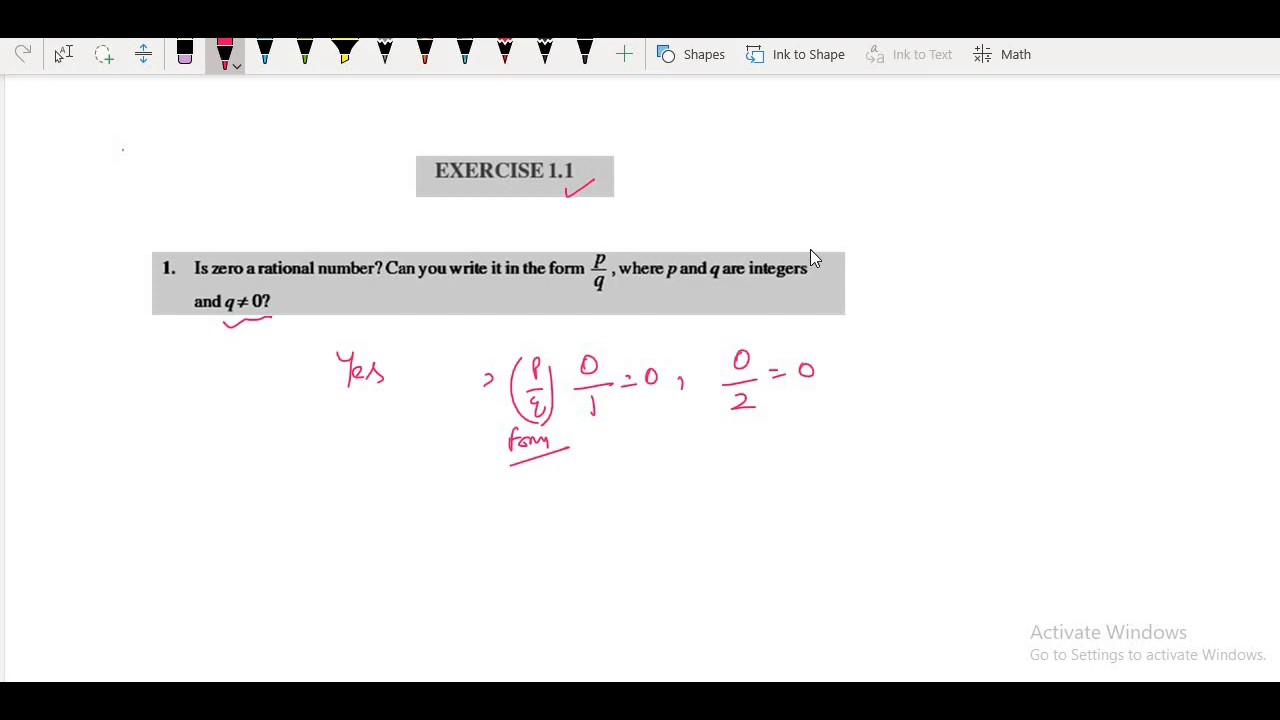 Shapes Ink to Shape Ink to Text Math
EXERCISE 1.1
1. Is zero a rational number? Can you write it in the form p/q, where p and q are integers
and q ≠ 0?
Yes (p/q) 0/1 = 0, 0/2 = 0
form
Activate Windows
Go to Settings to activate Windows.